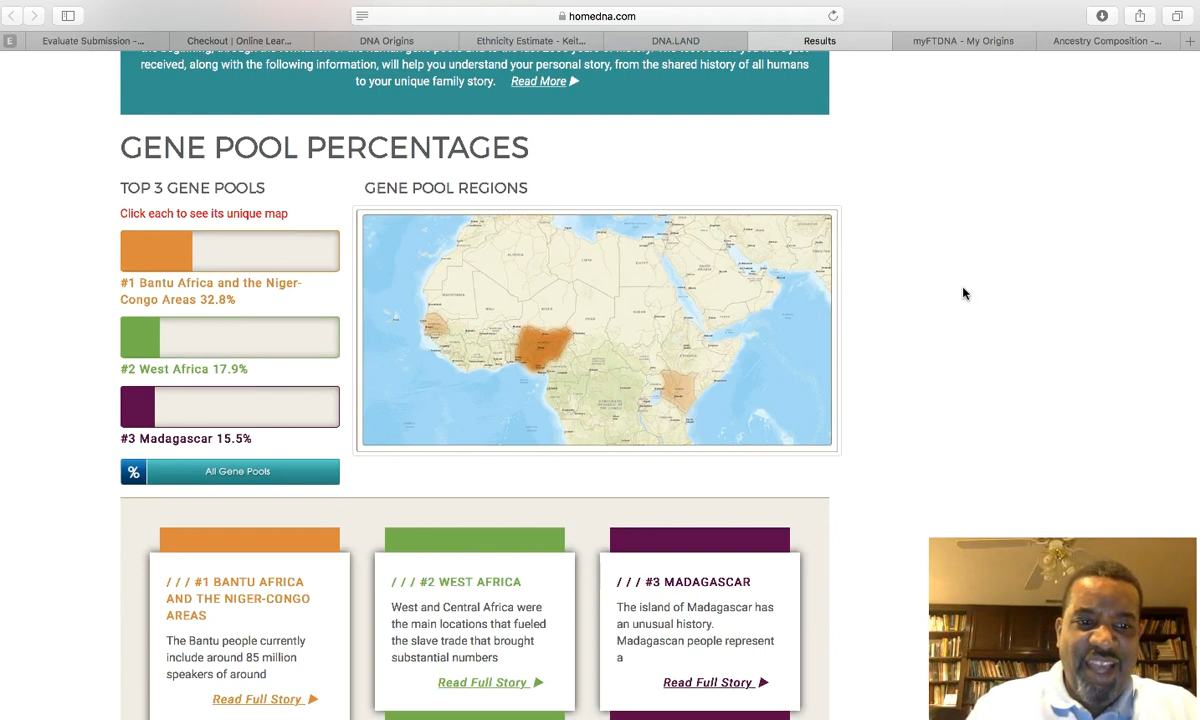 homedna.com
E
Evaluate Submission -...
Checkout | Online Lear...
DNA Origins
Ethnicity Estimate - Keit...
DNA.LAND
Results
myFTDNA - My Origins
Ancestry Composition -...
received, along with the following information, will help you understand your personal story, from the shared history of all humans
to your unique family story. Read More
GENE POOL PERCENTAGES
TOP 3 GENE POOLS
Click each to see its unique map
#1 Bantu Africa and the Niger-
Congo Areas 32.8%
#2 West Africa 17.9%
#3 Madagascar 15.5%
% All Gene Pools
GENE POOL REGIONS
/ / / #1 BANTU AFRICA
AND THE NIGER-CONGO
AREAS
The Bantu people currently
include around 85 million
speakers of around
Read Full Story
/ / / #2 WEST AFRICA
West and Central Africa were
the main locations that fueled
the slave trade that brought
substantial numbers
Read Full Story
/ / / #3 MADAGASCAR
The island of Madagascar has
an unusual history.
Madagascan people represent
a
Read Full Story